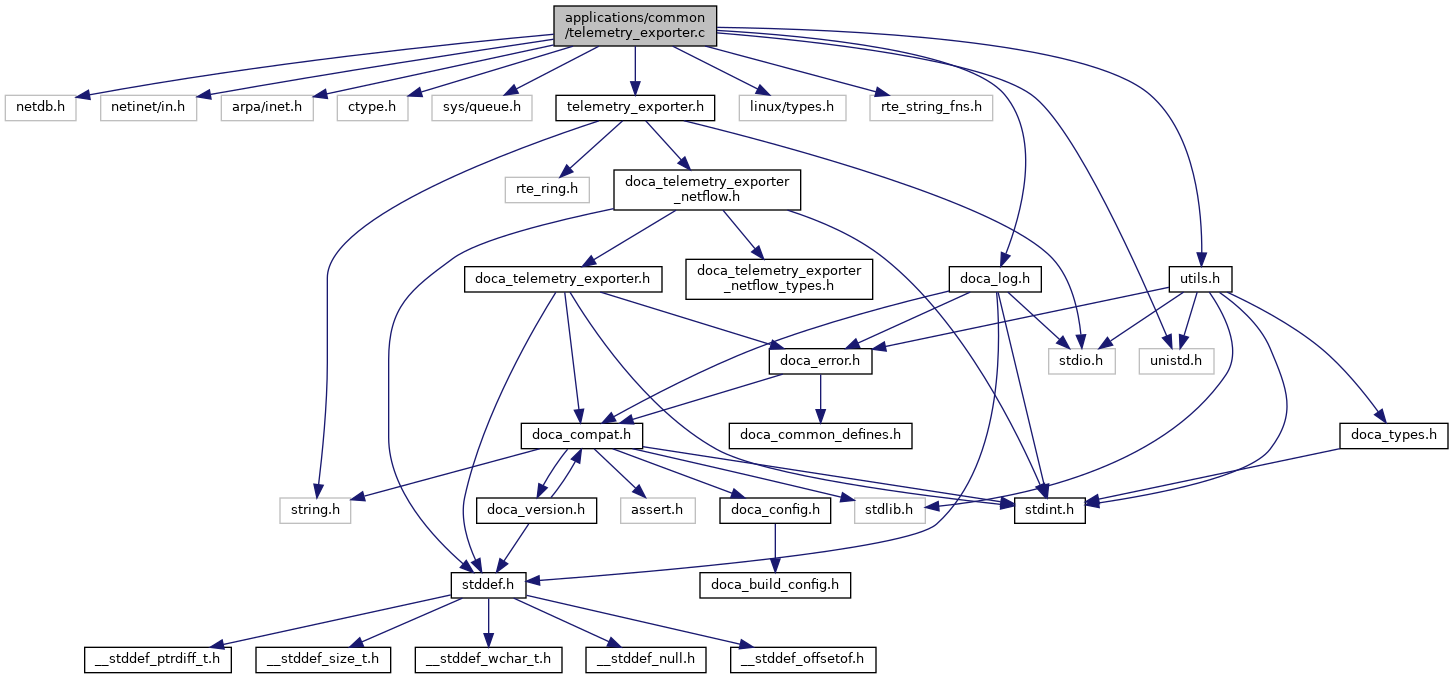 applications/common
/telemetry_exporter.c
netdb.h
netinet/in.h
arpa/inet.h
ctype.h
sys/queue.h
telemetry_exporter.h
linux/types.h
rte_string_fns.h
rte_ring.h
doca_telemetry_exporter
_netflow.h
doca_telemetry_exporter.h
doca_telemetry_exporter
_netflow_types.h
doca_log.h
utils.h
doca_error.h
stdio.h
unistd.h
doca_compat.h
doca_common_defines.h
doca_types.h
string.h
doca_version.h
assert.h
doca_config.h
stdlib.h
stdint.h
stddef.h
doca_build_config.h
__stddef_ptrdiff_t.h
__stddef_size_t.h
__stddef_wchar_t.h
__stddef_null.h
__stddef_offsetof.h